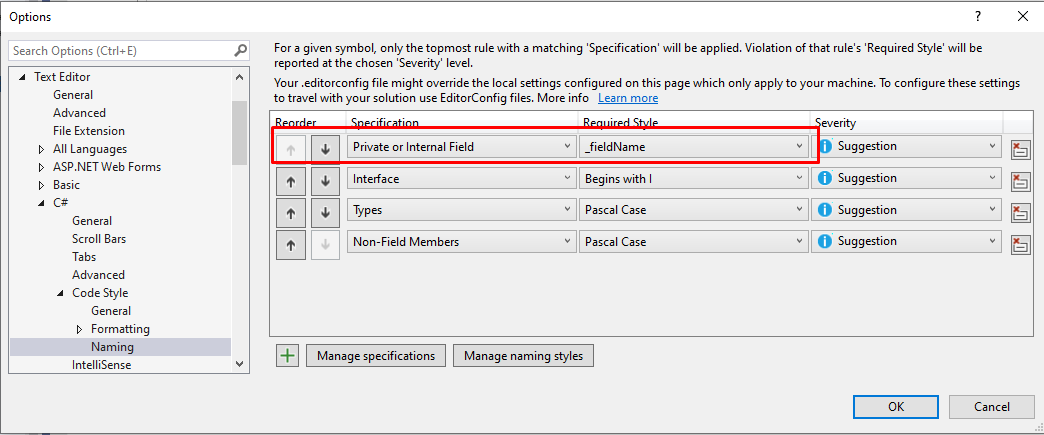 Options
?
Search Options (Ctrl+E)
Text Editor
General
Advanced
File Extension
All Languages
ASP.NET Web Forms
Basic
C#
General
Scroll Bars
Tabs
Advanced
Code Style
General
Formatting
Naming
IntelliSense
For a given symbol, only the topmost rule with a matching 'Specification' will be applied. Violation of that rule's 'Required Style' will be
reported at the chosen 'Severity' level.
Your .editorconfig file might override the local settings configured on this page which only apply to your machine. To configure these settings
to travel with your solution use EditorConfig files. More info Learn more
Reorder Specification Required Style Severity
Private or Internal Field _fieldName Suggestion
Interface Begins with I Suggestion
Types Pascal Case Suggestion
Non-Field Members Pascal Case Suggestion
Manage specifications Manage naming styles
OK Cancel